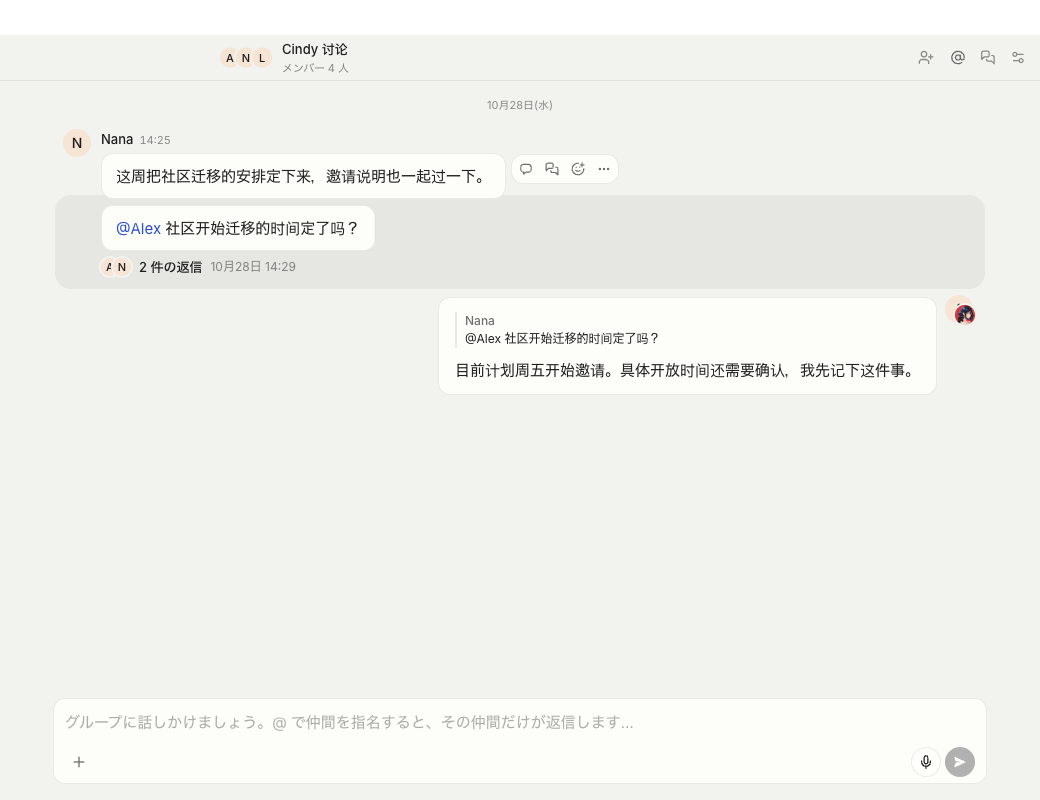 A N L
Cindy 讨论
メンバー 4 人
10月28日(水)
N
Nana 14:25
这周把社区迁移的安排定下来，邀请说明也一起过一下。
@Alex 社区开始迁移的时间定了吗？
A N 2 件の返信 10月28日 14:29
Nana
@Alex 社区开始迁移的时间定了吗？
目前计划周五开始邀请。具体开放时间还需要确认，我先记下这件事。
グループに話しかけましょう。@ で仲間を指名すると、その仲間だけが返信します...